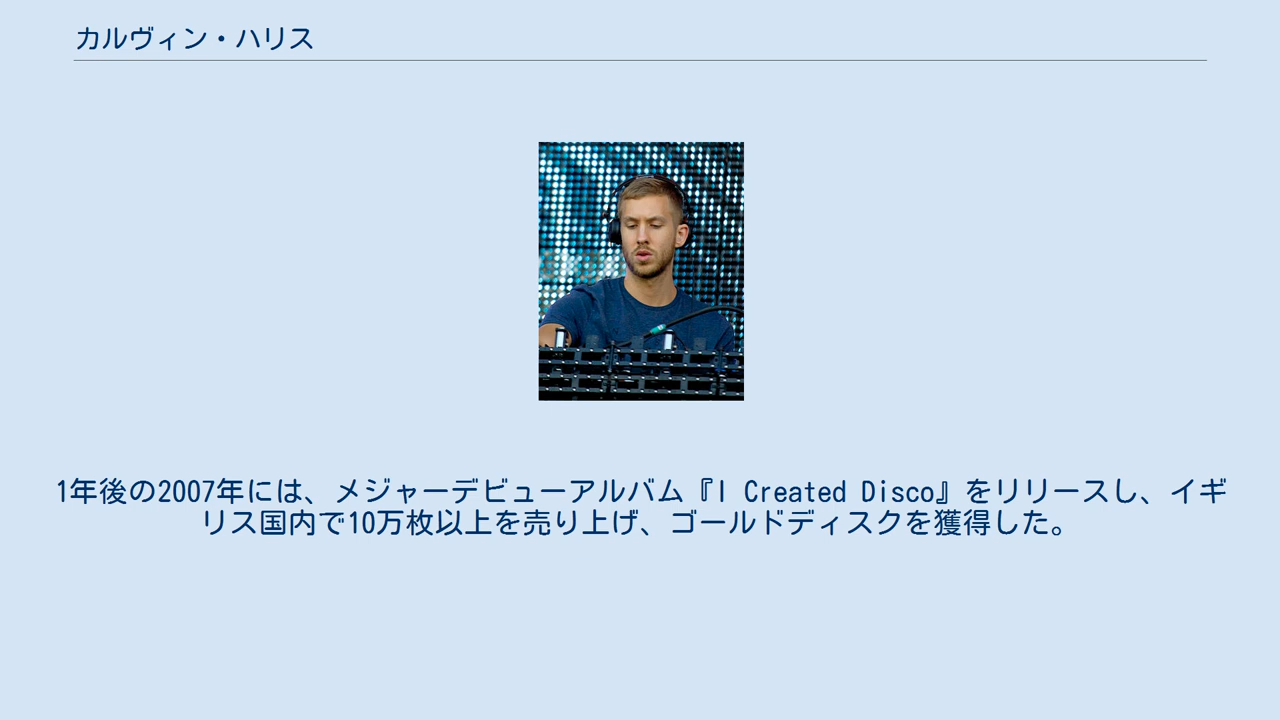 カルヴィン・ハリス
1年後の2007年には、メジャーデビューアルバム『I Created Disco』をリリースし、イギ
リス国内で10万枚以上を売り上げ、ゴールドディスクを獲得した。